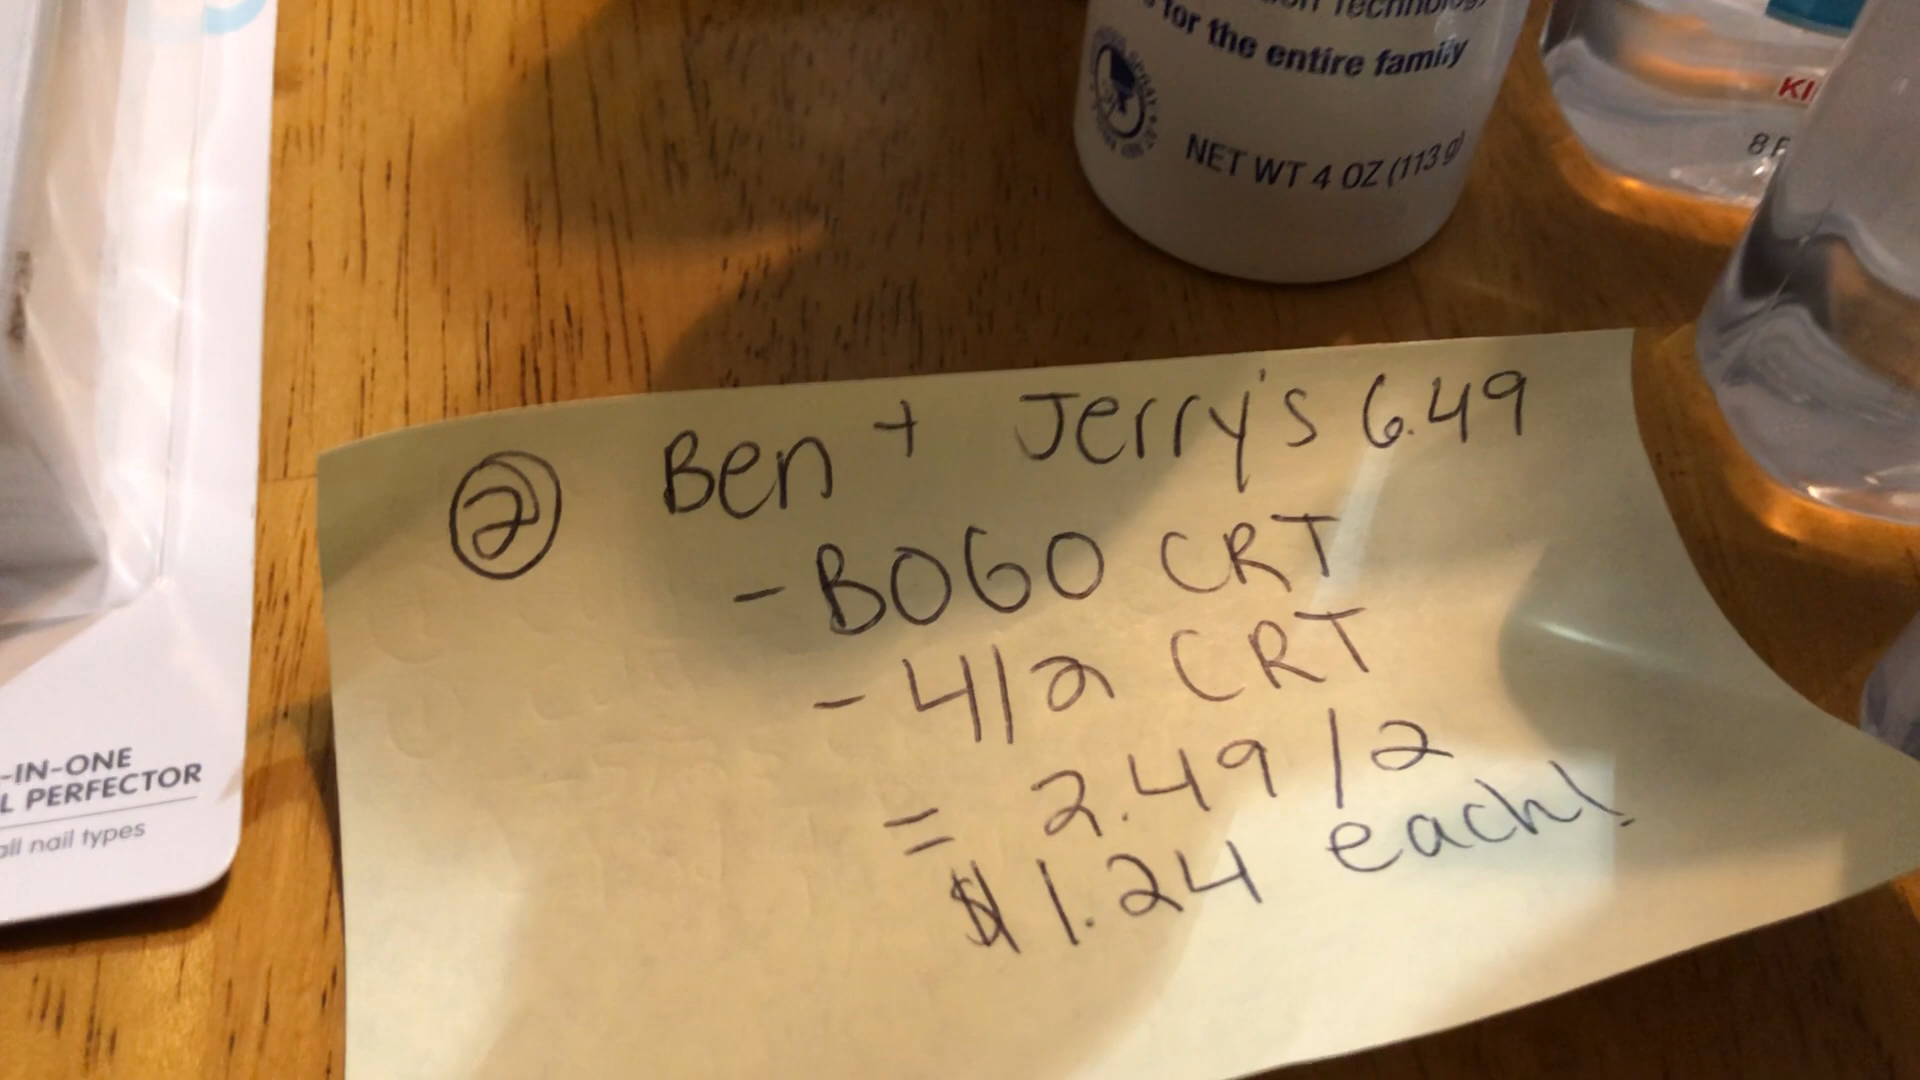 for the entire family
NET WT 4 OZ (113 g)
8 F
-IN-ONE
L PERFECTOR
all nail types
② Ben + Jerry's 6.49
- BOGO CRT
- 4/2 CRT
= 2.49/2
$1.24 each!